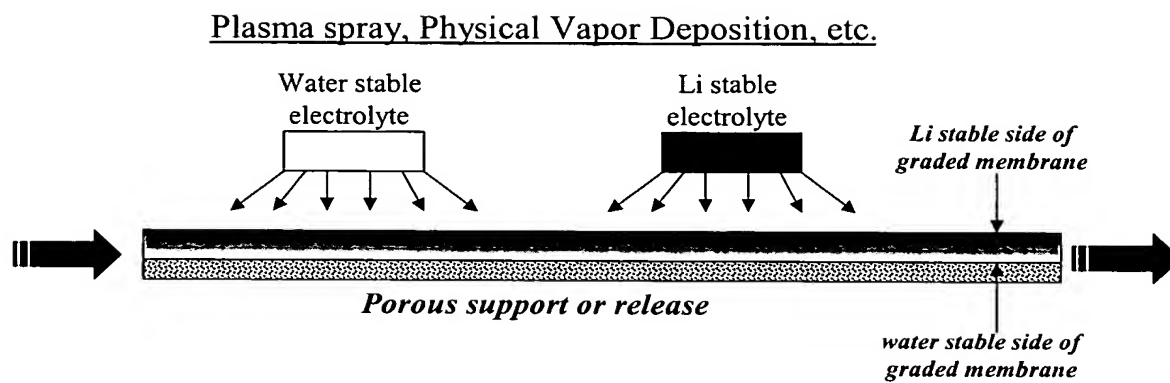 Plasma spray, Physical Vapor Deposition, etc.
Water stable
electrolyte
Li stable
electrolyte
Li stable side of
graded membrane
Porous support or release
water stable side of
graded membrane